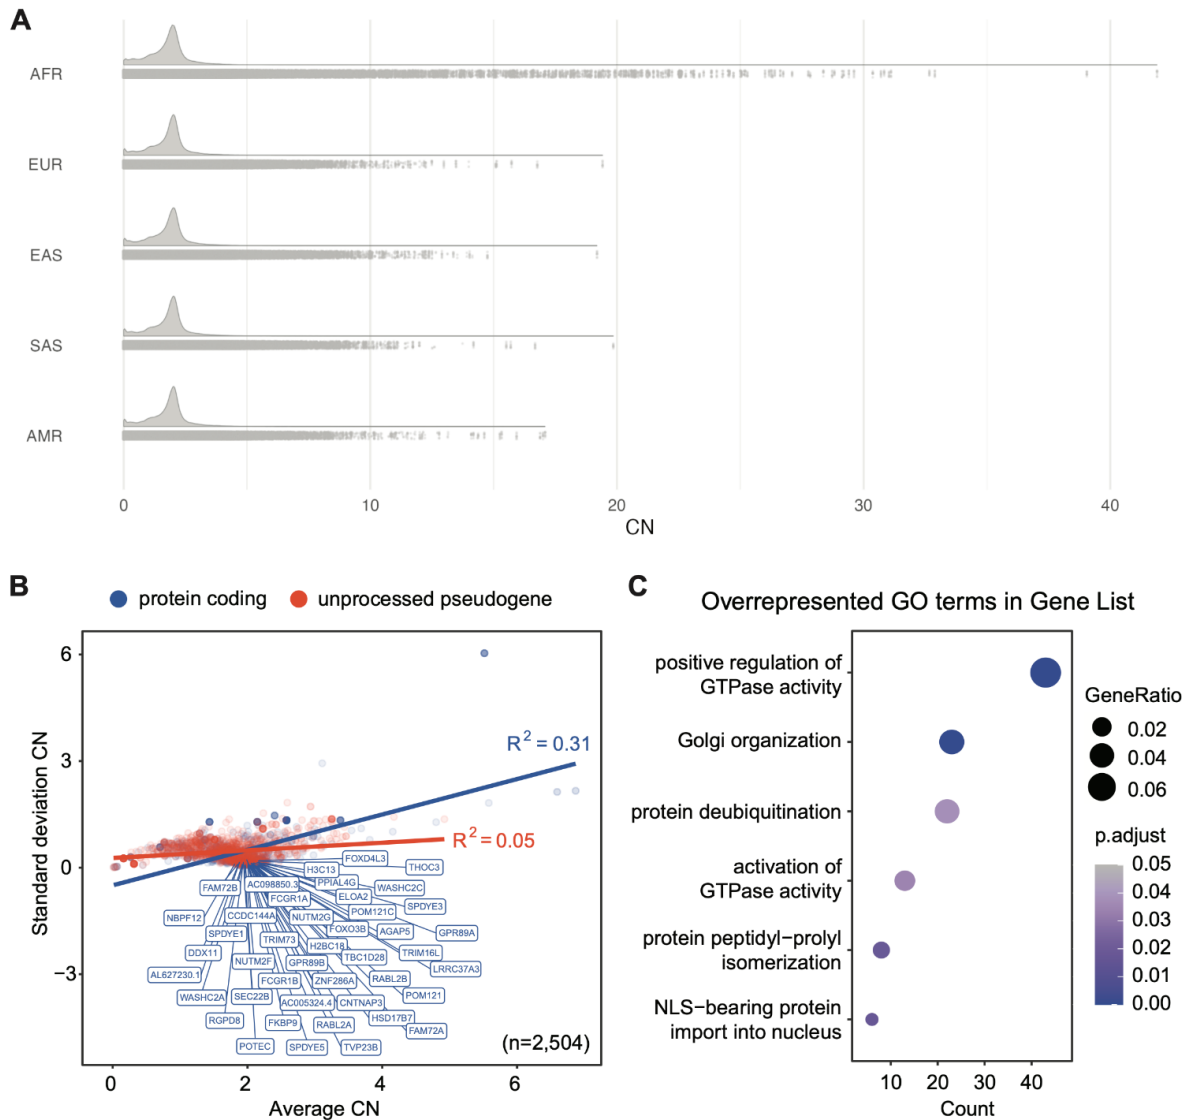 A
AFR
EUR
EAS
SAS
AMR
0 10 20 30 40
CN
B
protein coding unprocessed pseudogene
6
3
0
−3
Standard deviation CN
R2 = 0.31
R2 = 0.05
FOXD4L3
H3C13
THOC3
FAM72B
AC098850.3
PPIAL4G
WASHC2C
FCGR1A
ELOA2
SPDYE3
NBPF12
CCDC144A
NUTM2G
POM121C
SPDYE1
FOXO3B
AGAP5
GPR89A
TRIM73
H2BC18
DDX11
TBC1D28
TRIM16L
NUTM2F
GPR89B
LRRC37A3
AL627230.1
FCGR1B
ZNF286A
RABL2B
WASHC2A
SEC22B
AC005324.4
CNTNAP3
POM121
RGPD8
FKBP9
RABL2A
HSD17B7
FAM72A
POTEC
SPDYE5
TVP23B
(n=2,504)
0 2 4 6
Average CN
C
Overrepresented GO terms in Gene List
positive regulation of
GTPase activity
Golgi organization
protein deubiquitination
activation of
GTPase activity
protein peptidyl−prolyl
isomerization
NLS−bearing protein
import into nucleus
10 20 30 40
Count
GeneRatio
0.02
0.04
0.06
p.adjust
0.05
0.04
0.03
0.02
0.01
0.00